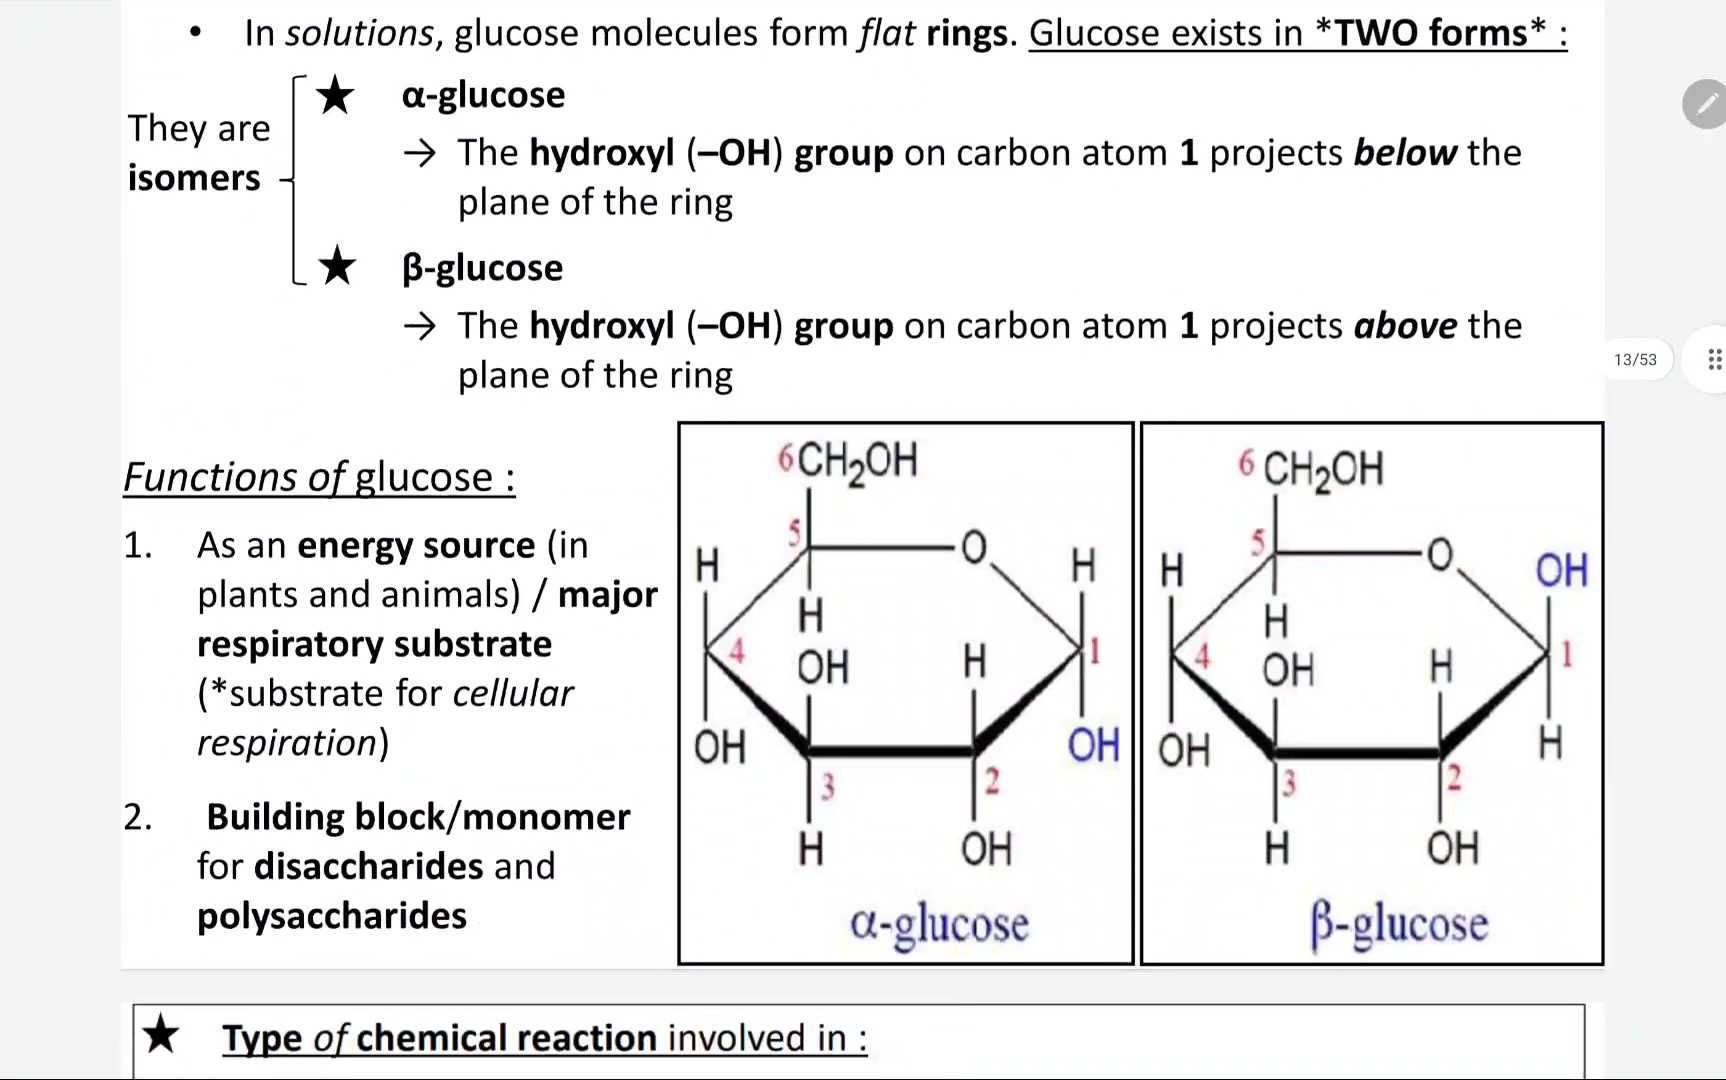 • In solutions, glucose molecules form flat rings. Glucose exists in *TWO forms* :
They are
isomers
★ α-glucose
→ The hydroxyl (–OH) group on carbon atom 1 projects below the
plane of the ring
★ β-glucose
→ The hydroxyl (–OH) group on carbon atom 1 projects above the
plane of the ring
13/53
Functions of glucose :
1. As an energy source (in
plants and animals) / major
respiratory substrate
(*substrate for cellular
respiration)
2. Building block/monomer
for disaccharides and
polysaccharides
6 CH₂OH
5 O
H H
H
4 OH H 1
OH OH
3 2
H OH
α-glucose
6 CH₂OH
5 O
H OH
H
4 OH H 1
OH H
3 2
H OH
β-glucose
★ Type of chemical reaction involved in :